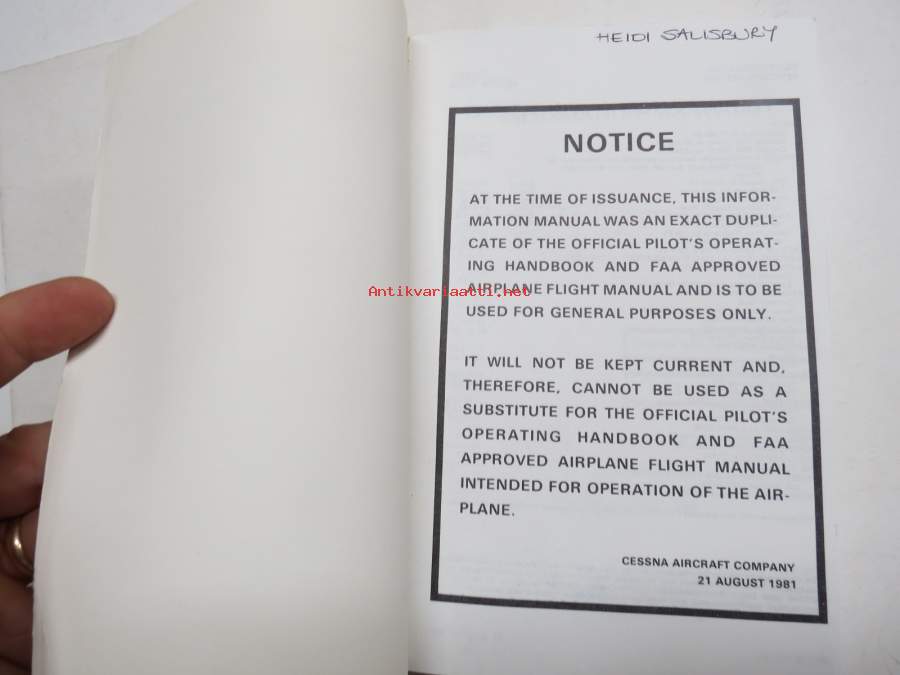 HEIDI SALISBURY
NOTICE
AT THE TIME OF ISSUANCE, THIS INFOR-
MATION MANUAL WAS AN EXACT DUPLI-
CATE OF THE OFFICIAL PILOT'S OPERAT-
ING HANDBOOK AND FAA APPROVED
AIRPLANE FLIGHT MANUAL AND IS TO BE
USED FOR GENERAL PURPOSES ONLY.
IT WILL NOT BE KEPT CURRENT AND,
THEREFORE, CANNOT BE USED AS A
SUBSTITUTE FOR THE OFFICIAL PILOT'S
OPERATING HANDBOOK AND FAA
APPROVED AIRPLANE FLIGHT MANUAL
INTENDED FOR OPERATION OF THE AIR-
PLANE.
CESSNA AIRCRAFT COMPANY
21 AUGUST 1981
Antikvariaatti.net